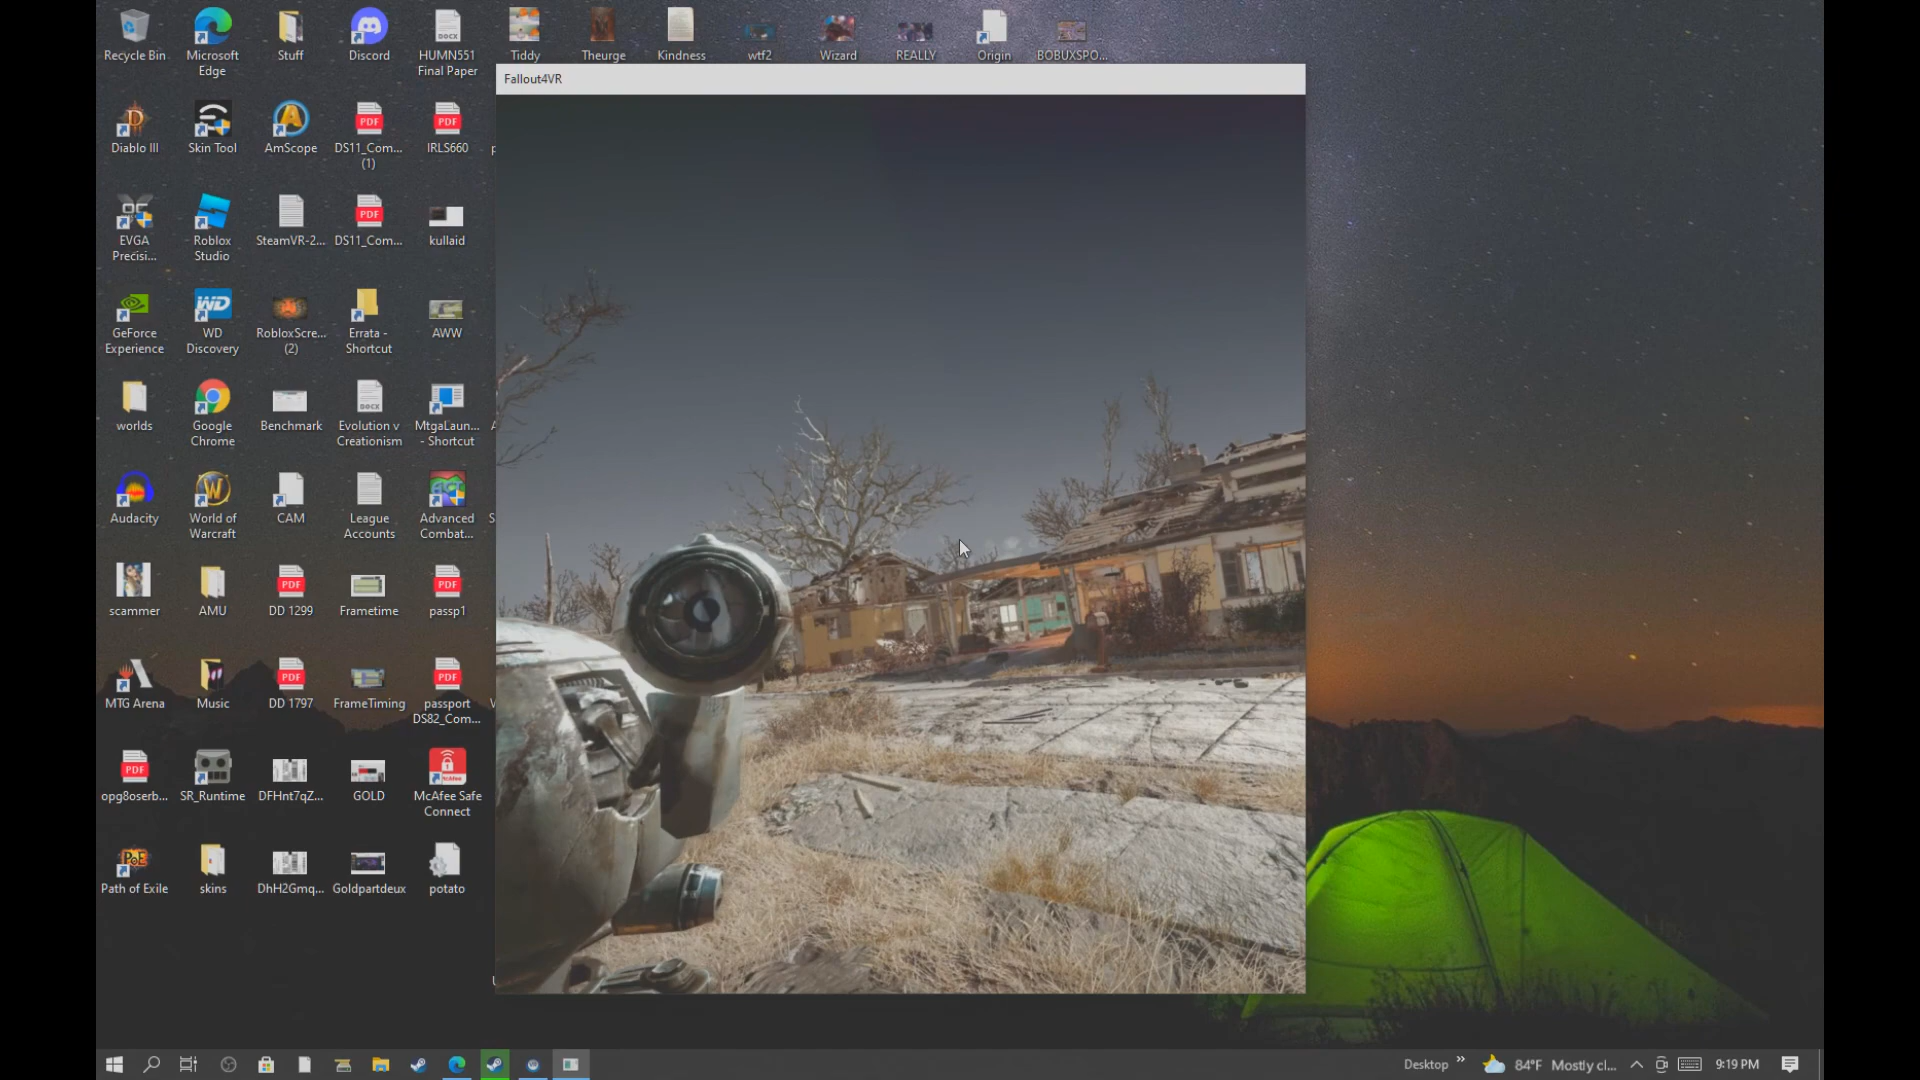 Recycle Bin
Microsoft
Edge
Stuff
Discord
HUMN551
Final Paper
Tiddy
Theurge
Kindness
wtf2
Wizard
REALLY
Origin
BOBUXSPO...
Fallout4VR
Diablo III
Skin Tool
AmScope
DS11_Com...
(1)
IRLS660
EVGA
Precisi...
Roblox
Studio
SteamVR-2...
DS11_Com...
kullaid
GeForce
Experience
WD
Discovery
RobloxScre...
(2)
Errata -
Shortcut
AWW
worlds
Google
Chrome
Benchmark
Evolution v
Creationism
MtgaLaun...
- Shortcut
Audacity
World of
Warcraft
CAM
League
Accounts
Advanced
Combat...
scammer
AMU
DD 1299
Frametime
passp1
MTG Arena
Music
DD 1797
FrameTiming
passport
DS82_Com...
opg8oserb...
SR_Runtime
DFHnt7qZ...
GOLD
McAfee Safe
Connect
Path of Exile
skins
DhH2Gmq...
Goldpartdeux
potato
Desktop
84°F Mostly cl...
9:19 PM